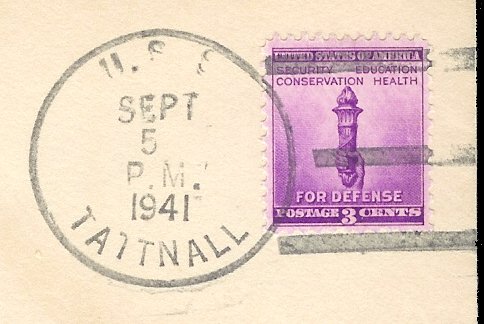 U.S.S
SEPT
5
P.M.
1941
TATTNALL
UNITED STATES OF AMERICA
SECURITY EDUCATION
CONSERVATION HEALTH
FOR DEFENSE
POSTAGE 3 CENTS